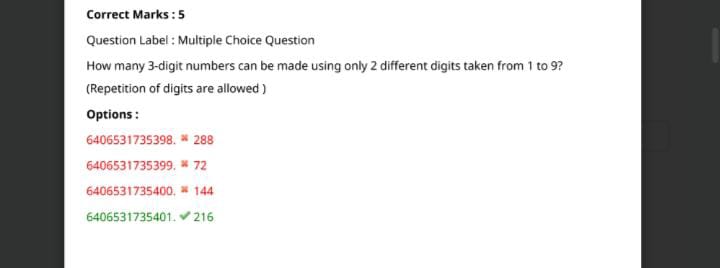 Correct Marks : 5
Question Label : Multiple Choice Question
How many 3-digit numbers can be made using only 2 different digits taken from 1 to 9?
(Repetition of digits are allowed )
Options :
6406531735398. ✖ 288
6406531735399. ✖ 72
6406531735400. ✖ 144
6406531735401. ✔ 216